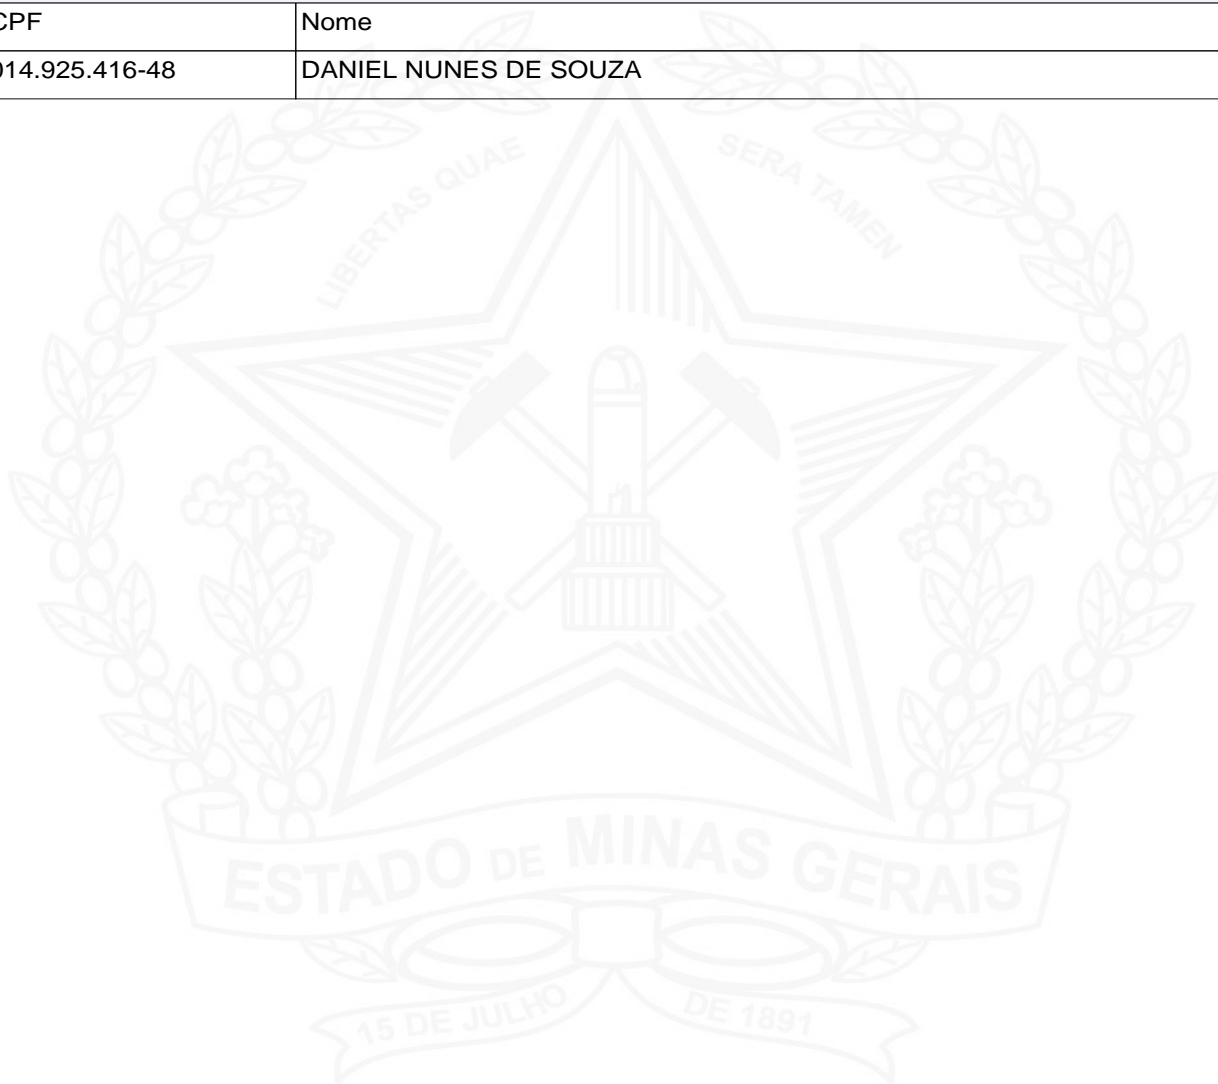 CPF Nome
014.925.416-48 DANIEL NUNES DE SOUZA
LIBERTAS QUAE SERA TAMEN
ESTADO DE MINAS GERAIS
15 DE JULHO DE 1891